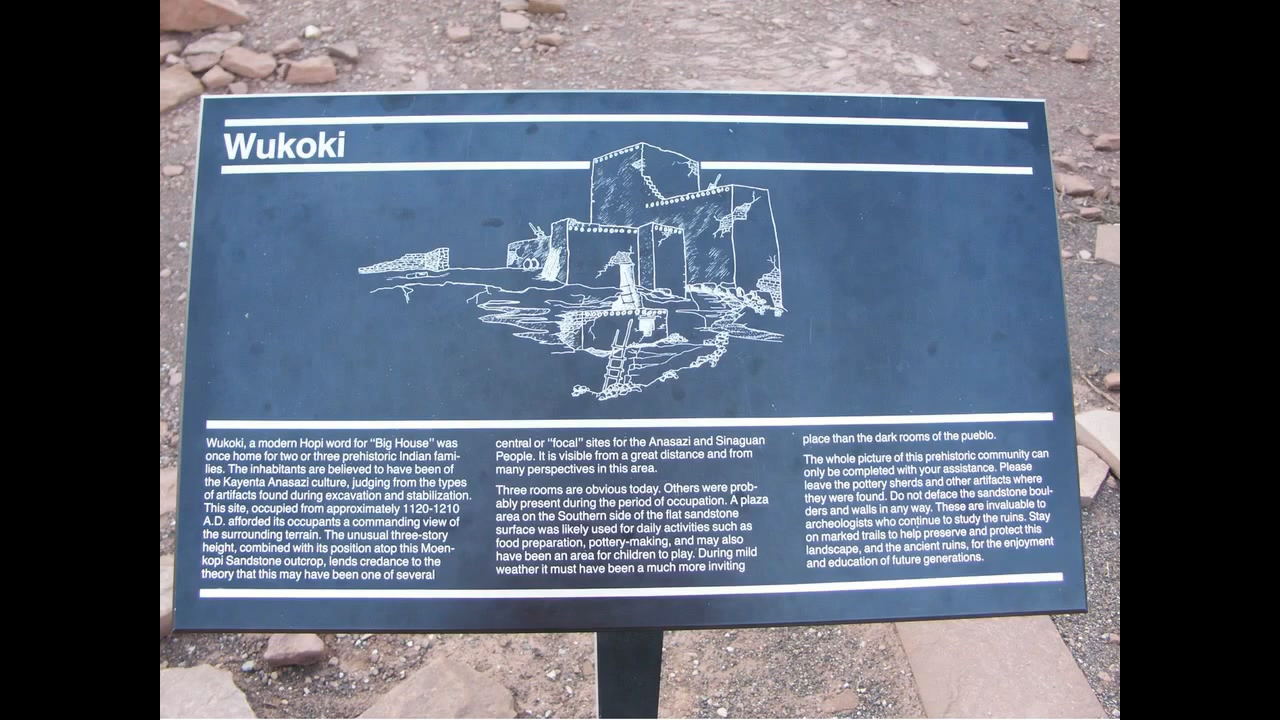 Wukoki
Wukoki, a modern Hopi word for “Big House” was
once home for two or three prehistoric Indian fami-
lies. The inhabitants are believed to have been of
the Kayenta Anasazi culture, judging from the types
of artifacts found during excavation and stabilization.
This site, occupied from approximately 1120-1210
A.D. afforded its occupants a commanding view of
the surrounding terrain. The unusual three-story
height, combined with its position atop this Moen-
kopi Sandstone outcrop, lends credance to the
theory that this may have been one of several
central or “focal” sites for the Anasazi and Sinaguan
People. It is visible from a great distance and from
many perspectives in this area.
Three rooms are obvious today. Others were prob-
ably present during the period of occupation. A plaza
area on the Southern side of the flat sandstone
surface was likely used for daily activities such as
food preparation, pottery-making, and may also
have been an area for children to play. During mild
weather it must have been a much more inviting
place than the dark rooms of the pueblo.
The whole picture of this prehistoric community can
only be completed with your assistance. Please
leave the pottery sherds and other artifacts where
they were found. Do not deface the sandstone boul-
ders and walls in any way. These are invaluable to
archeologists who continue to study the ruins. Stay
on marked trails to help preserve and protect this
landscape, and the ancient ruins, for the enjoyment
and education of future generations.